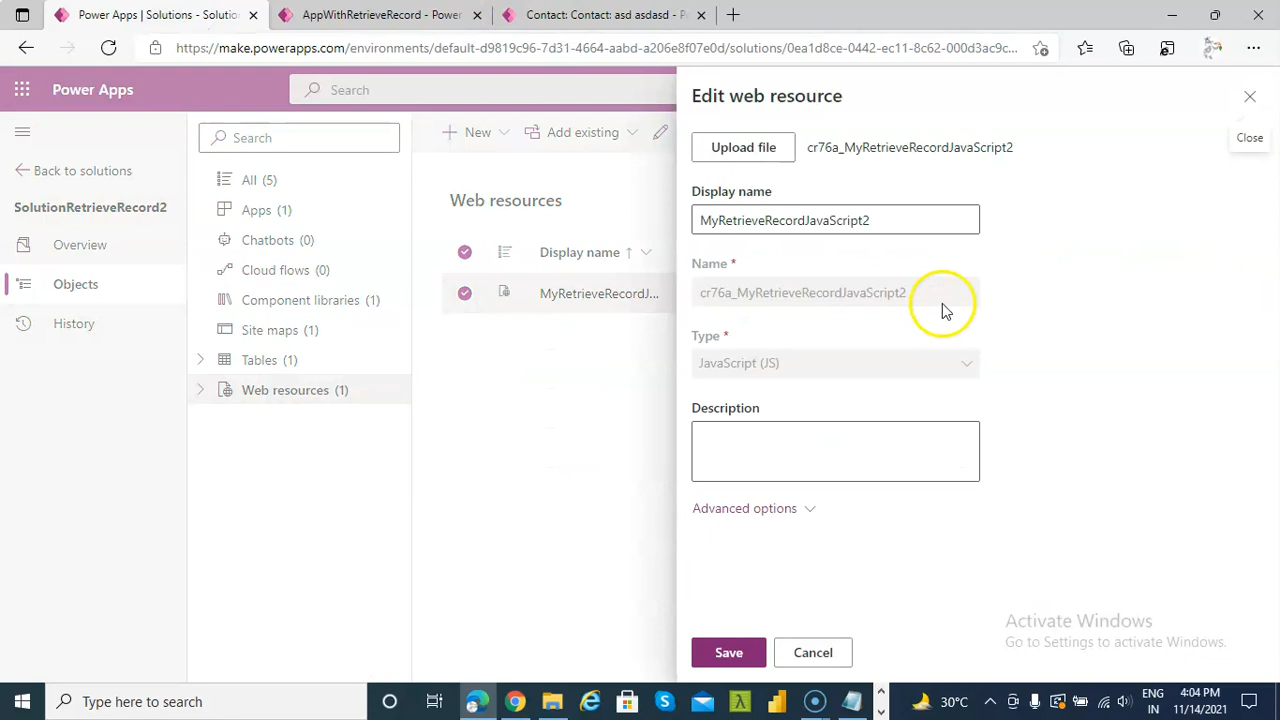 Power Apps | Solutions - Solutio
AppWithRetrieveRecord - Power
Contact: Contact: asd asdasd - P
https://make.powerapps.com/environments/default-d9819c96-7d31-4664-aabd-a206e8f07e0d/solutions/0ea1d8ce-0442-ec11-8c62-000d3ac9c...
Power Apps
Search
Back to solutions
SolutionRetrieveRecord2
Overview
Objects
History
Search
All (5)
Apps (1)
Chatbots (0)
Cloud flows (0)
Component libraries (1)
Site maps (1)
Tables (1)
Web resources (1)
New
Add existing
Web resources
Display name ↑
MyRetrieveRecordJ...
Edit web resource
Close
Upload file
cr76a_MyRetrieveRecordJavaScript2
Display name
MyRetrieveRecordJavaScript2
Name *
cr76a_MyRetrieveRecordJavaScript2
Type *
JavaScript (JS)
Description
Advanced options
Save
Cancel
Activate Windows
Go to Settings to activate Windows.
Type here to search
30°C
ENG
IN
4:04 PM
11/14/2021